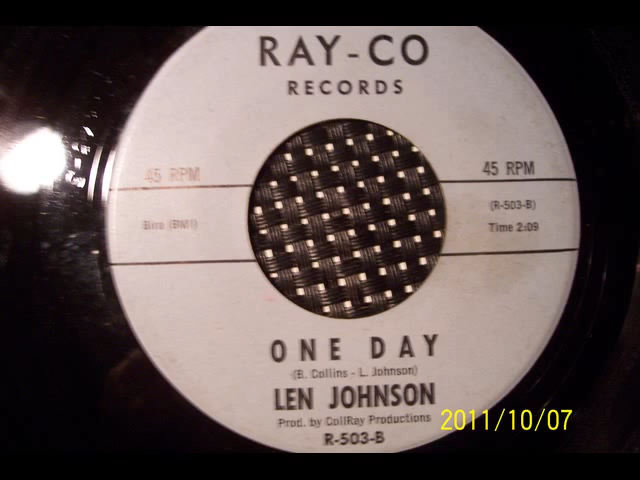 RAY-CO
RECORDS
45 RPM
45 RPM
(R-503-B)
(BMI)
Time 2:09
ONE DAY
(B. Collins - L. Johnson)
LEN JOHNSON
Prod. by CollRay Productions
R-503-B
2011/10/07